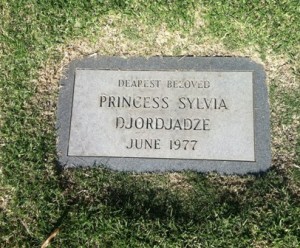 DEAREST BELOVED
PRINCESS SYLVIA
DJORDJADZE
JUNE 1977